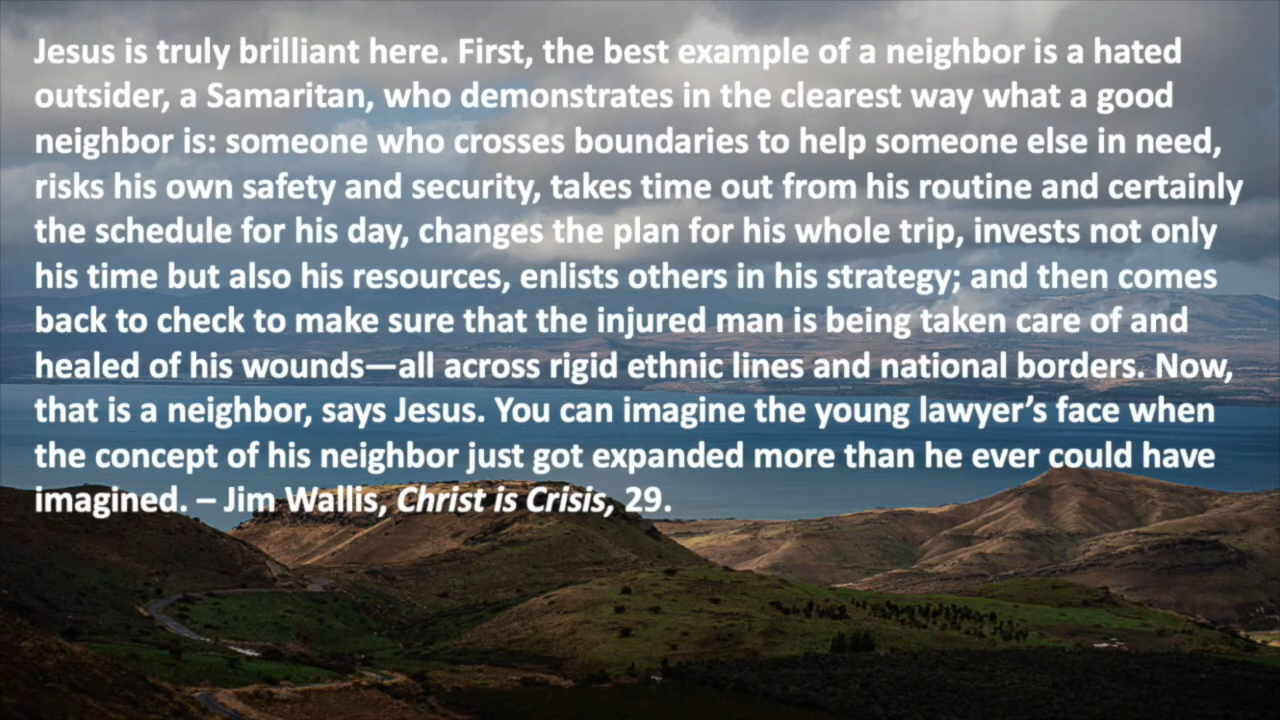 Jesus is truly brilliant here. First, the best example of a neighbor is a hated
outsider, a Samaritan, who demonstrates in the clearest way what a good
neighbor is: someone who crosses boundaries to help someone else in need,
risks his own safety and security, takes time out from his routine and certainly
the schedule for his day, changes the plan for his whole trip, invests not only
his time but also his resources, enlists others in his strategy; and then comes
back to check to make sure that the injured man is being taken care of and
healed of his wounds—all across rigid ethnic lines and national borders. Now,
that is a neighbor, says Jesus. You can imagine the young lawyer’s face when
the concept of his neighbor just got expanded more than he ever could have
imagined. – Jim Wallis, Christ is Crisis, 29.